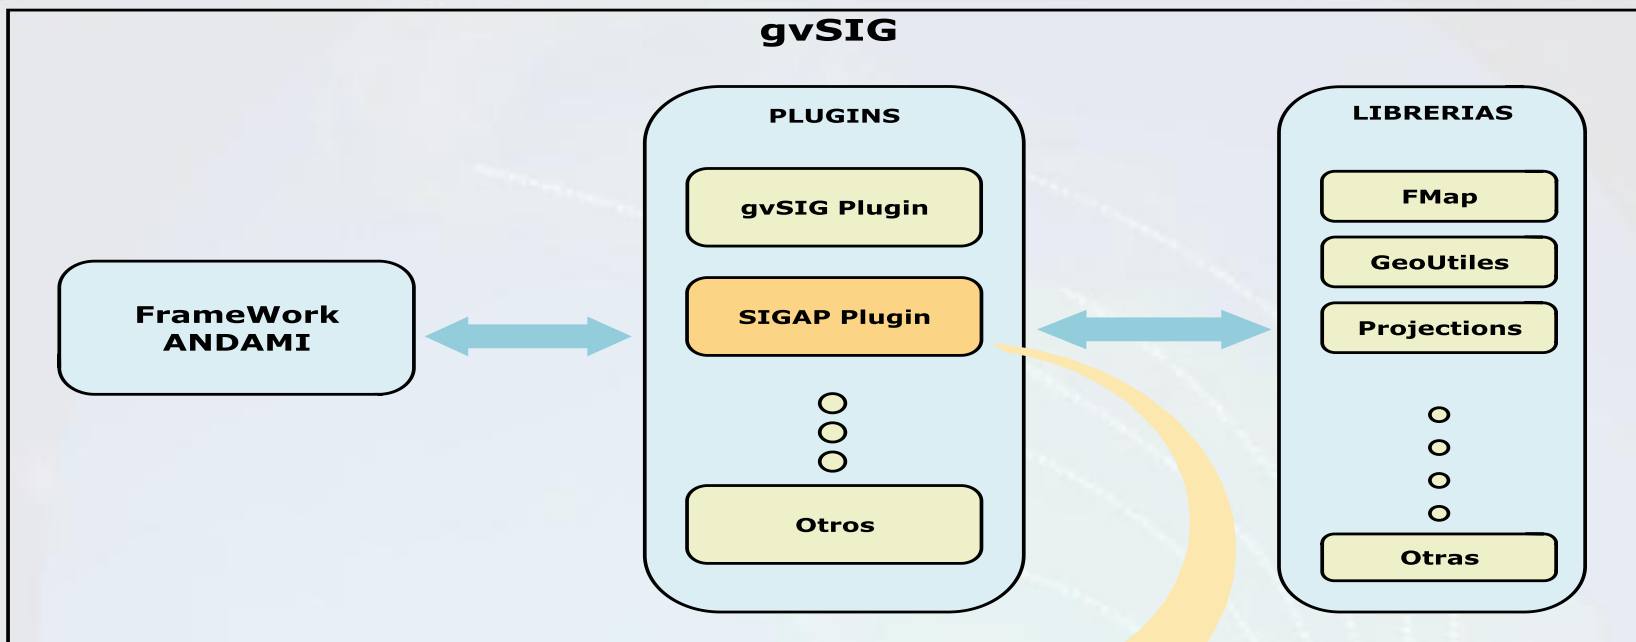 gvSIG
FrameWork
ANDAMI
PLUGINS
gvSIG Plugin
SIGAP Plugin
Otros
LIBRERIAS
FMap
GeoUtiles
Projections
Otras